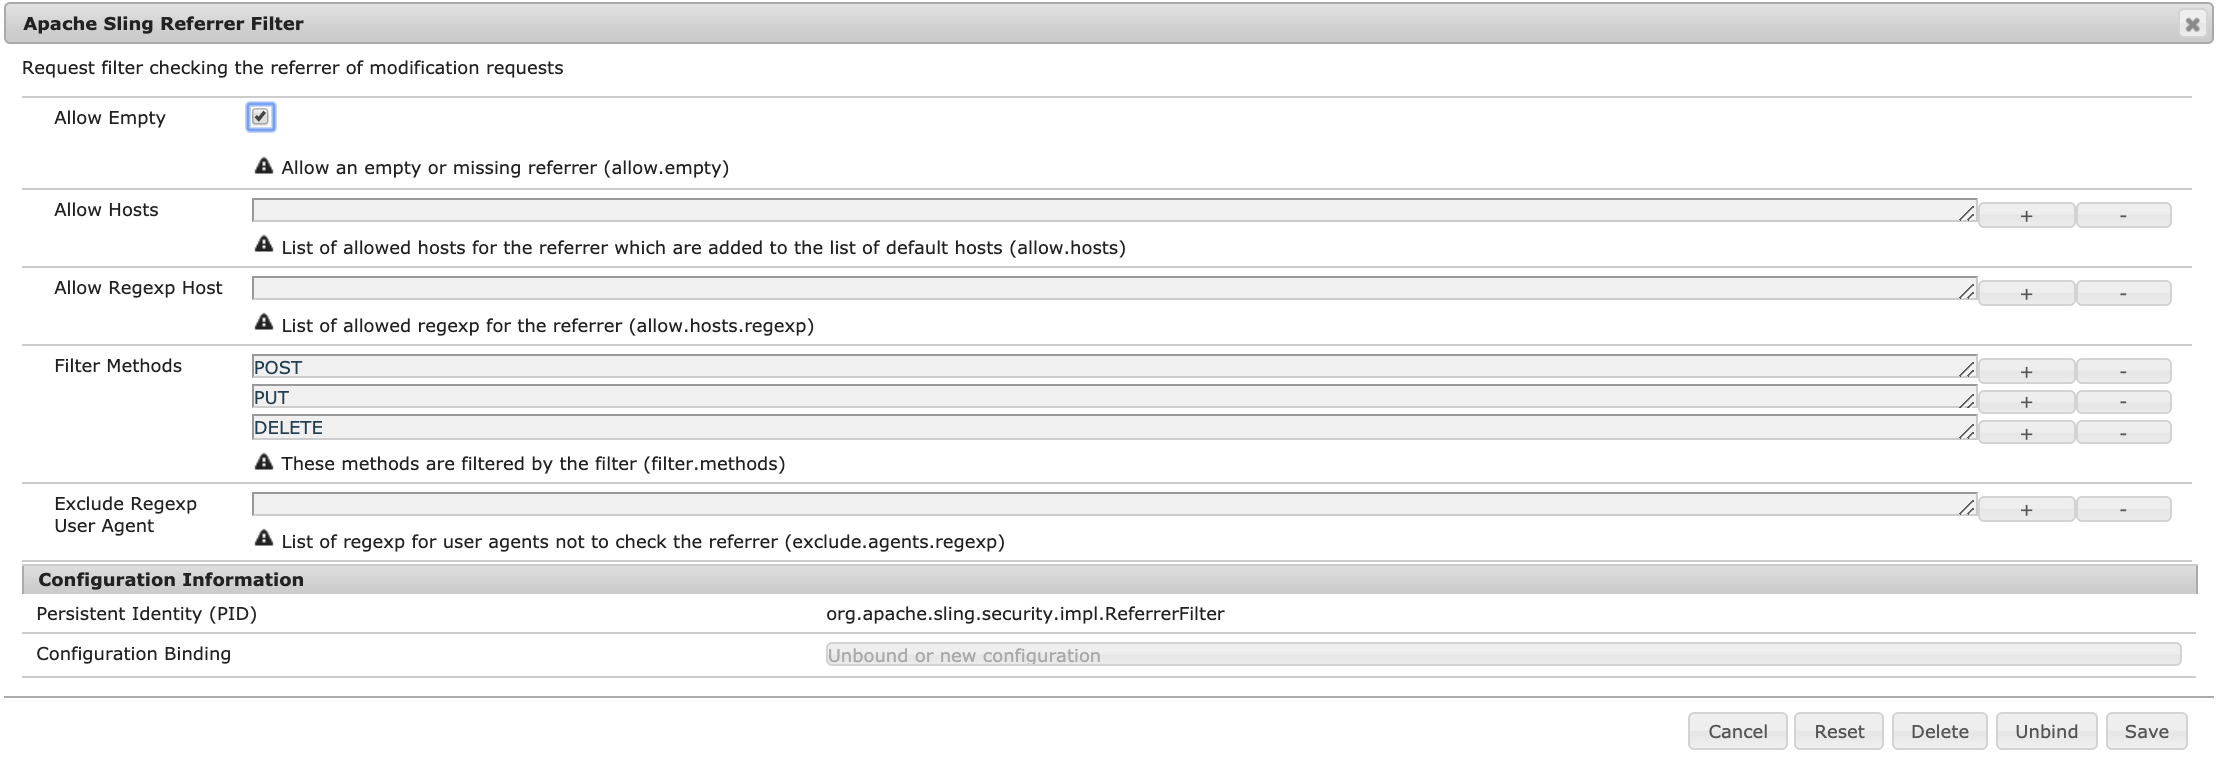 Apache Sling Referrer Filter
Request filter checking the referrer of modification requests
Allow Empty
Allow an empty or missing referrer (allow.empty)
Allow Hosts
+ -
List of allowed hosts for the referrer which are added to the list of default hosts (allow.hosts)
Allow Regexp Host
+ -
List of allowed regexp for the referrer (allow.hosts.regexp)
Filter Methods
POST + -
PUT + -
DELETE + -
These methods are filtered by the filter (filter.methods)
Exclude Regexp
User Agent
+ -
List of regexp for user agents not to check the referrer (exclude.agents.regexp)
Configuration Information
Persistent Identity (PID) org.apache.sling.security.impl.ReferrerFilter
Configuration Binding Unbound or new configuration
Cancel Reset Delete Unbind Save